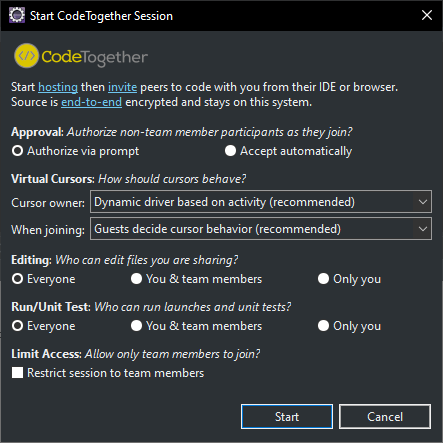 Start CodeTogether Session
CodeTogether
Start hosting then invite peers to code with you from their IDE or browser.
Source is end-to-end encrypted and stays on this system.
Approval: Authorize non-team member participants as they join?
Authorize via prompt
Accept automatically
Virtual Cursors: How should cursors behave?
Cursor owner: Dynamic driver based on activity (recommended)
When joining: Guests decide cursor behavior (recommended)
Editing: Who can edit files you are sharing?
Everyone
You & team members
Only you
Run/Unit Test: Who can run launches and unit tests?
Everyone
You & team members
Only you
Limit Access: Allow only team members to join?
Restrict session to team members
Start
Cancel